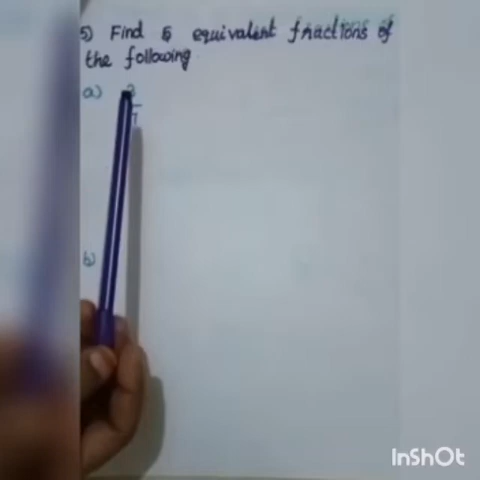 5) Find 5 equivalent fractions of
the following
a)
b)
InShOt